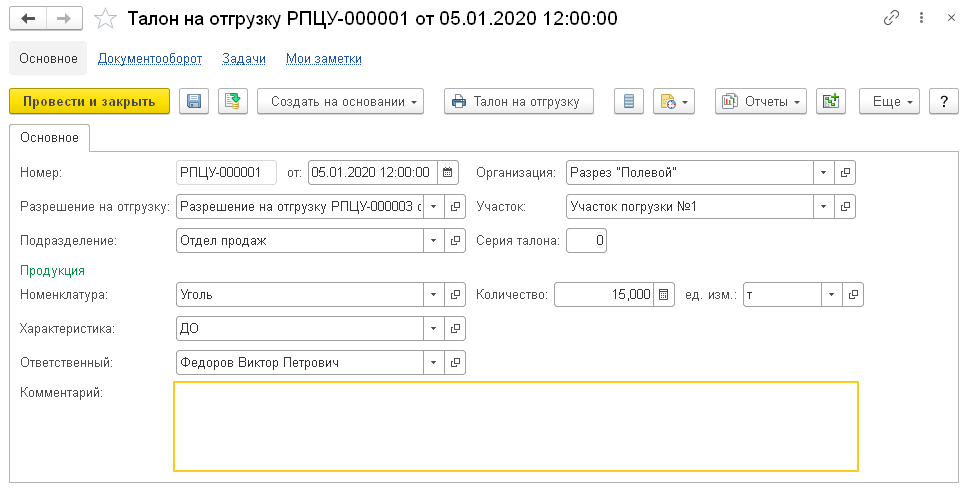 Талон на отгрузку РПЦУ-000001 от 05.01.2020 12:00:00
Основное Документооборот Задачи Мои заметки
Провести и закрыть Создать на основании Талон на отгрузку Отчеты Еще ?
Основное
Номер: РПЦУ-000001 от: 05.01.2020 12:00:00 Организация: Разрез "Полевой"
Разрешение на отгрузку: Разрешение на отгрузку РПЦУ-000003 с Участок: Участок погрузки №1
Подразделение: Отдел продаж Серия талона: 0
Продукция
Номенклатура: Уголь Количество: 15,000 ед. изм.: т
Характеристика: ДО
Ответственный: Федоров Виктор Петрович
Комментарий: